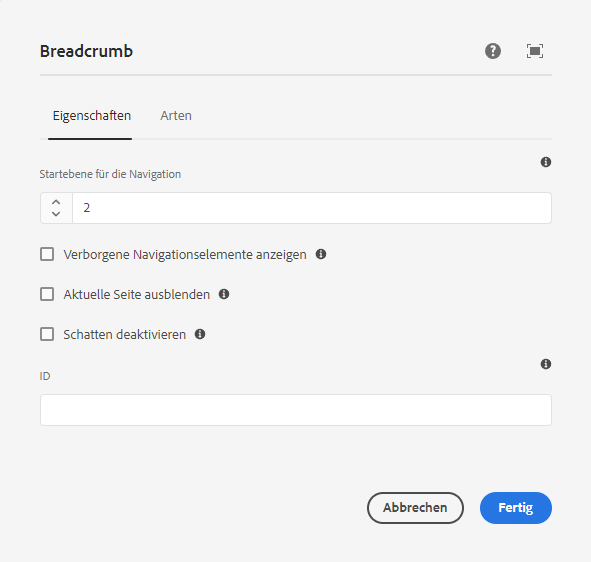 Breadcrumb
Eigenschaften Arten
Startebene für die Navigation
2
Verborgene Navigationselemente anzeigen
Aktuelle Seite ausblenden
Schatten deaktivieren
ID
Abbrechen Fertig